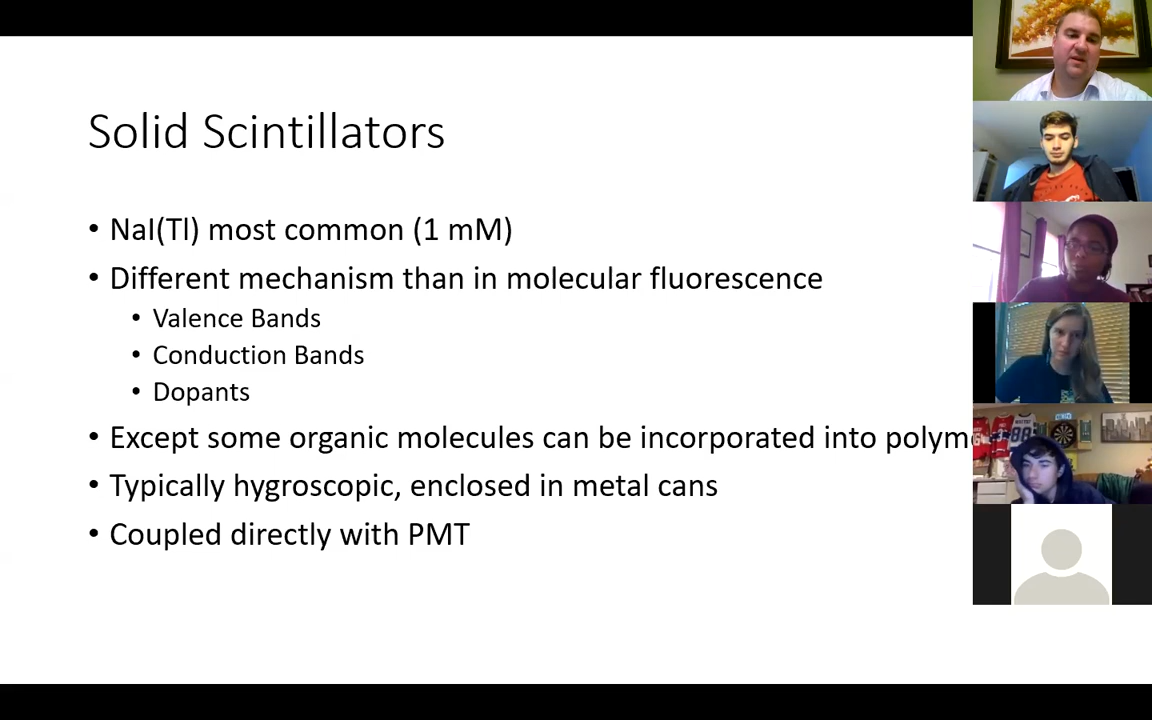 Solid Scintillators
• NaI(Tl) most common (1 mM)
• Different mechanism than in molecular fluorescence
• Valence Bands
• Conduction Bands
• Dopants
• Except some organic molecules can be incorporated into
• Typically hygroscopic, enclosed in metal cans
• Coupled directly with PMT
88